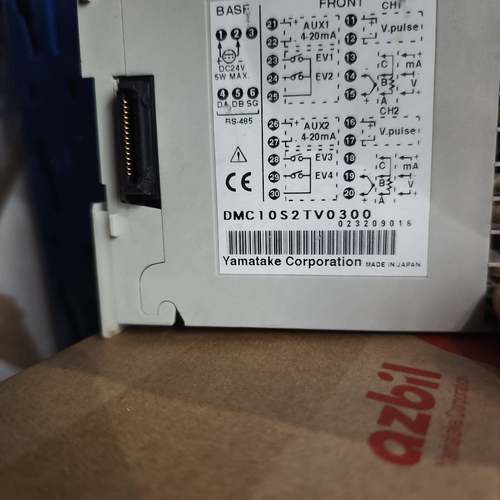 BASE
FRONT
CH1
1 2 3
DC24V
6W MAX.
4 5 6
DA DB SG
RS-485
21 + AUX1
22 - 4-20mA
23 EV1
24 EV2
25
26 + AUX2
27 - 4-20mA
28 EV3
29 EV4
30
11 +
12 - V.pulse
13 C + mA
14 B + V
15 A -
CH2
16 +
17 - V.pulse
18 C + mA
19 B + V
20 A -
CE
DMC10S2TV0300
023209016
Yamatake Corporation MADE IN JAPAN
azbil
Yamatake Corporation